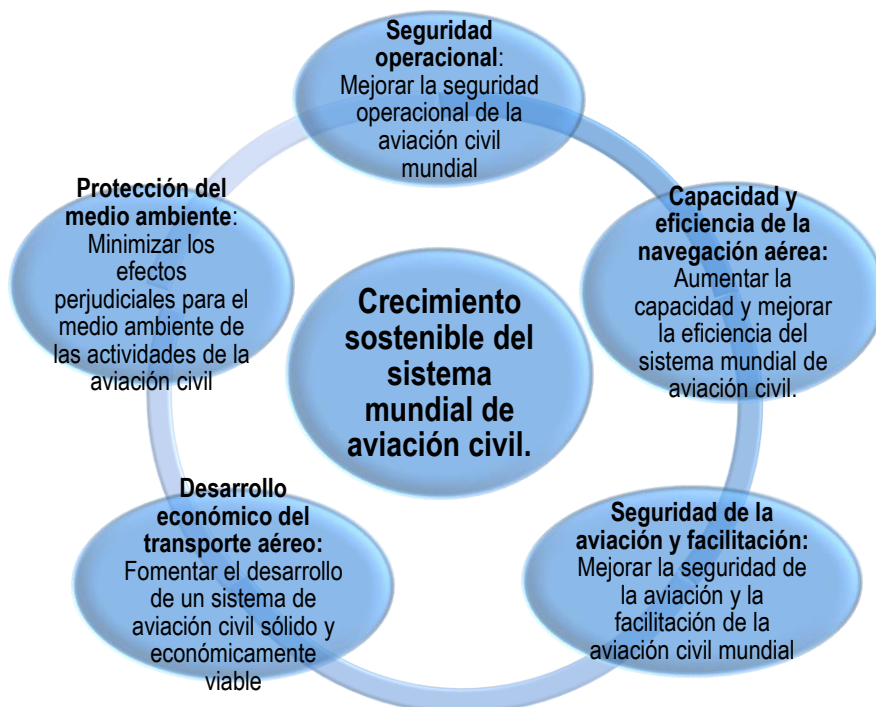 Seguridad
operacional:
Mejorar la seguridad
operacional de la
aviación civil
mundial
Capacidad y
eficiencia de la
navegación aérea:
Aumentar la
capacidad y mejorar
la eficiencia del
sistema mundial de
aviación civil.
Seguridad de la
aviación y facilitación:
Mejorar la seguridad de
la aviación y la
facilitación de la
aviación civil mundial
Desarrollo
económico del
transporte aéreo:
Fomentar el desarrollo
de un sistema de
aviación civil sólido y
económicamente
viable
Protección del
medio ambiente:
Minimizar los
efectos
perjudiciales para el
medio ambiente de
las actividades de la
aviación civil
Crecimiento
sostenible del
sistema
mundial de
aviación civil.